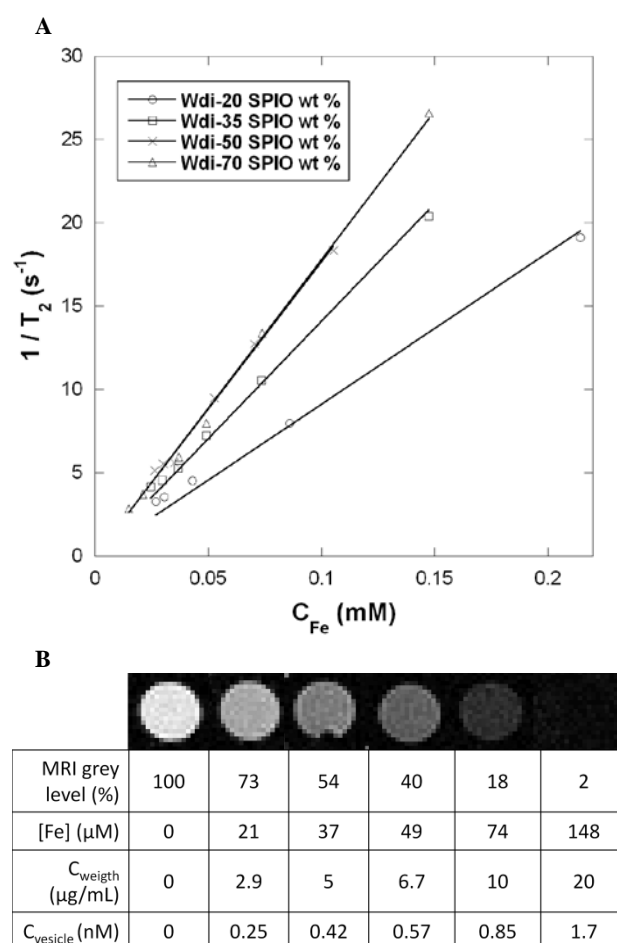 A
30
25
20
15
10
5
0
1 / T2 (s-1)
Wdi-20 SPIO wt %
Wdi-35 SPIO wt %
Wdi-50 SPIO wt %
Wdi-70 SPIO wt %
0 0.05 0.1 0.15 0.2
CFe (mM)
B
MRI grey level (%) 100 73 54 40 18 2
[Fe] (µM) 0 21 37 49 74 148
Cweigth (µg/mL) 0 2.9 5 6.7 10 20
Cvesicle (nM) 0 0.25 0.42 0.57 0.85 1.7